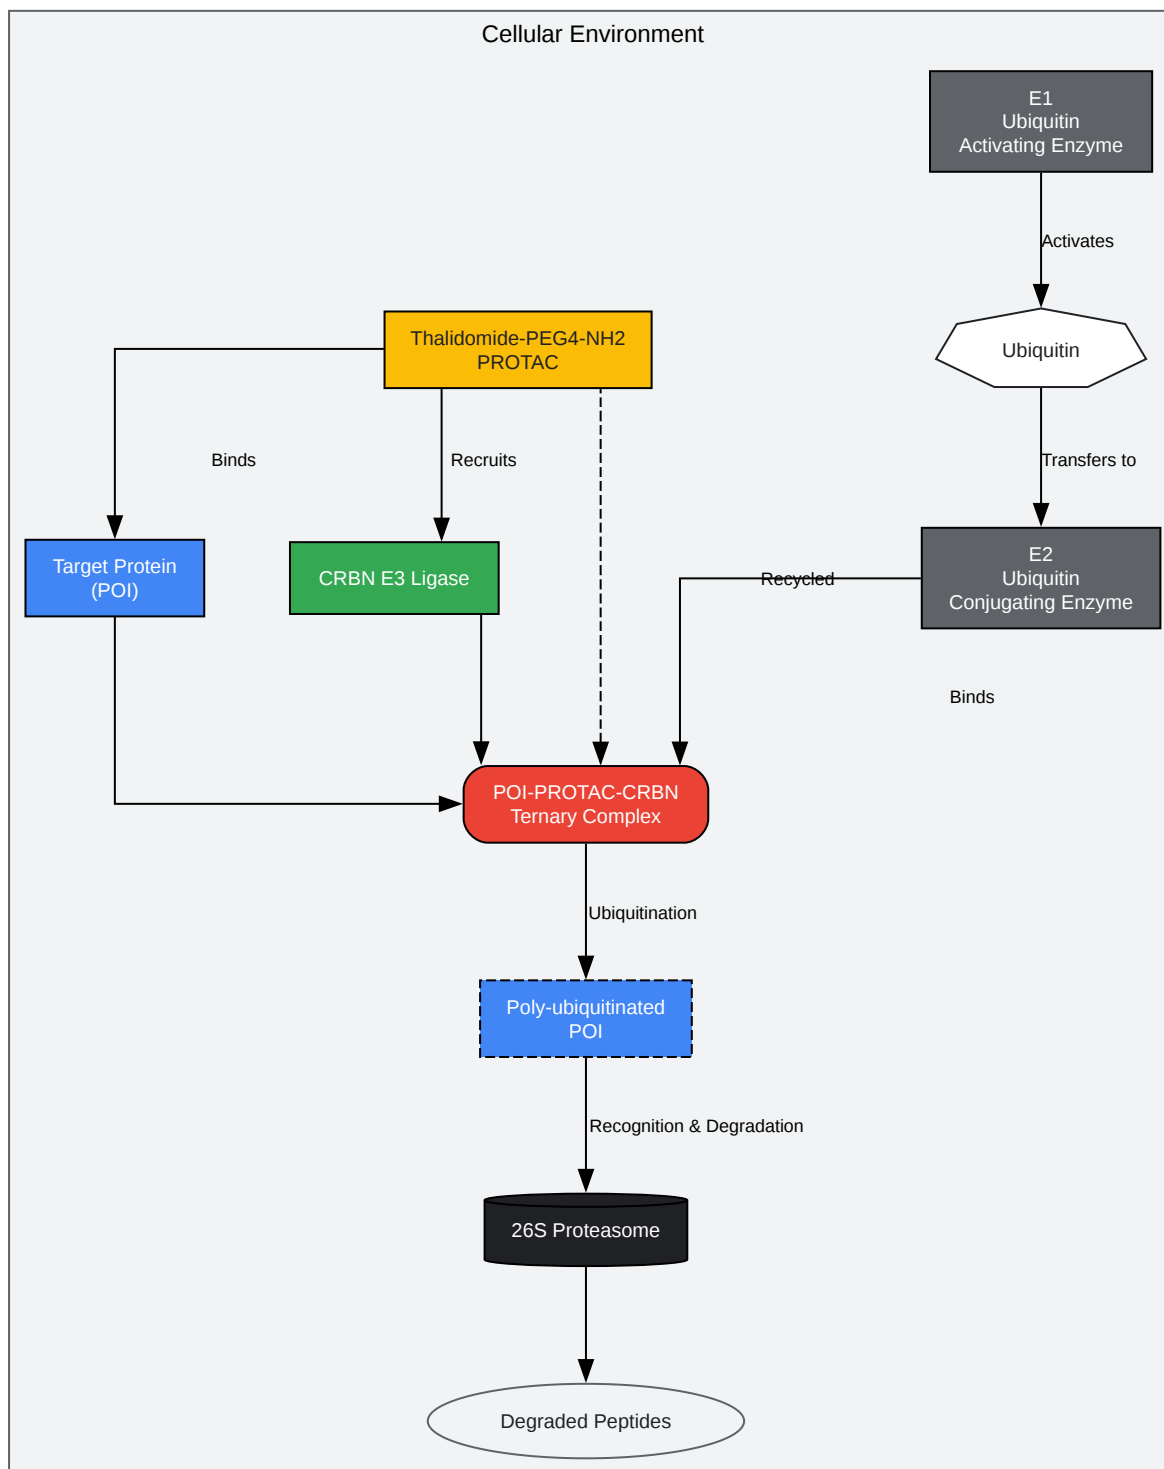 Cellular Environment
E1
Ubiquitin
Activating Enzyme
Activates
Thalidomide-PEG4-NH2
PROTAC
Ubiquitin
Binds
Recruits
Transfers to
Target Protein
(POI)
CRBN E3 Ligase
Recycled
E2
Ubiquitin
Conjugating Enzyme
Binds
POI-PROTAC-CRBN
Ternary Complex
Ubiquitination
Poly-ubiquitinated
POI
Recognition & Degradation
26S Proteasome
Degraded Peptides